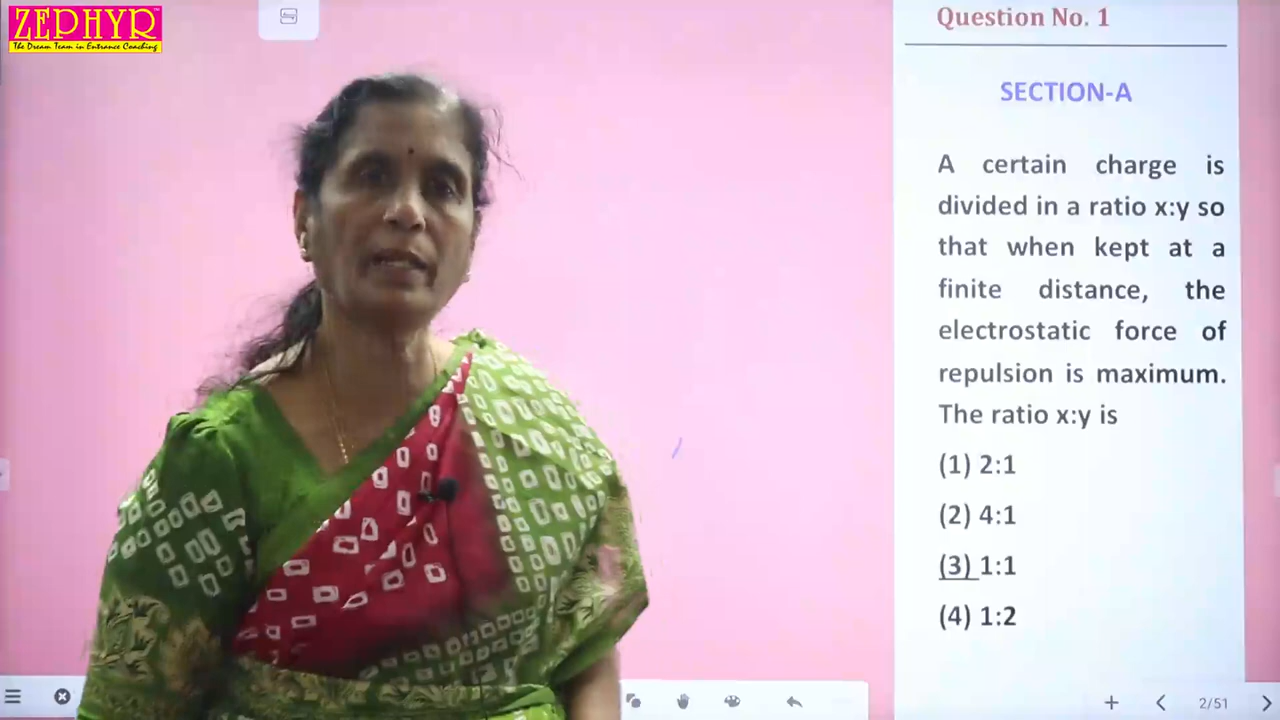 ZEPHYR™
The Dream Team in Entrance Coaching
Question No. 1
SECTION-A
A certain charge is
divided in a ratio x:y so
that when kept at a
finite distance, the
electrostatic force of
repulsion is maximum.
The ratio x:y is
(1) 2:1
(2) 4:1
(3) 1:1
(4) 1:2
2/51